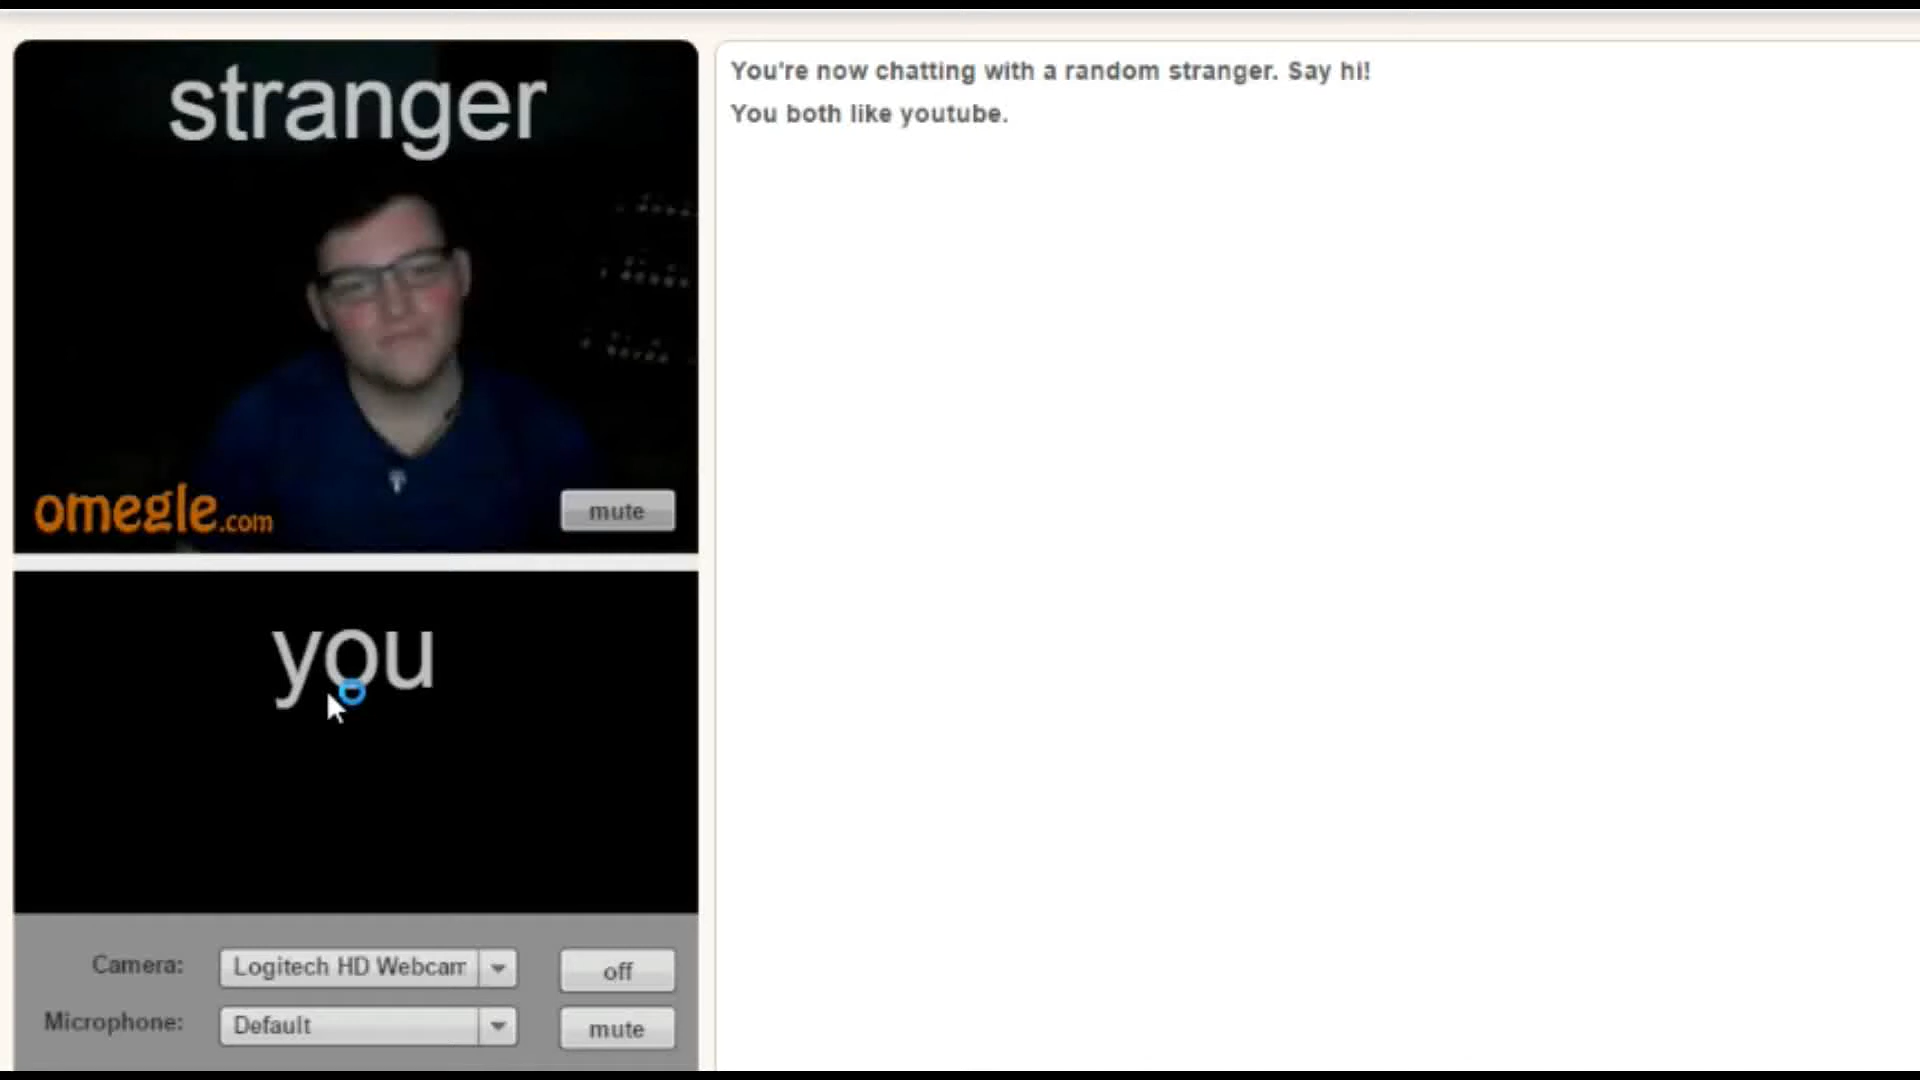 stranger
omegle.com
mute
you
Camera:
Logitech HD Webcam
off
Microphone:
Default
mute
You're now chatting with a random stranger. Say hi!
You both like youtube.